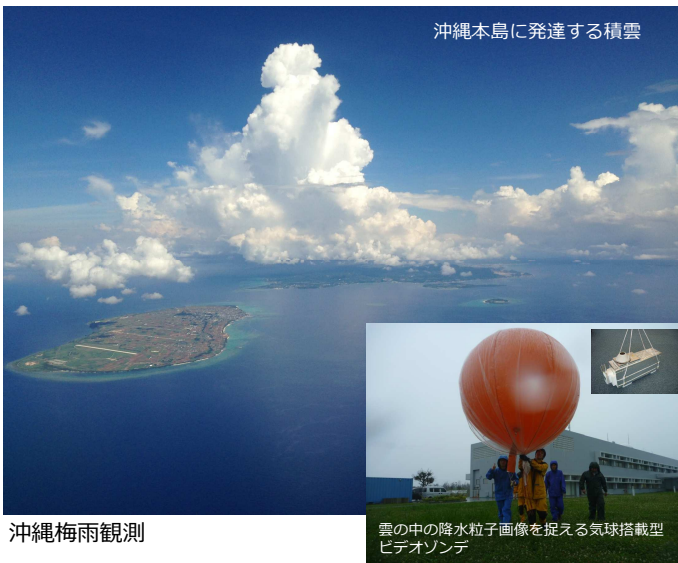 沖縄本島に発達する積雲
雲の中の降水粒子画像を捉える気球搭載型
ビデオゾンデ
沖縄梅雨観測